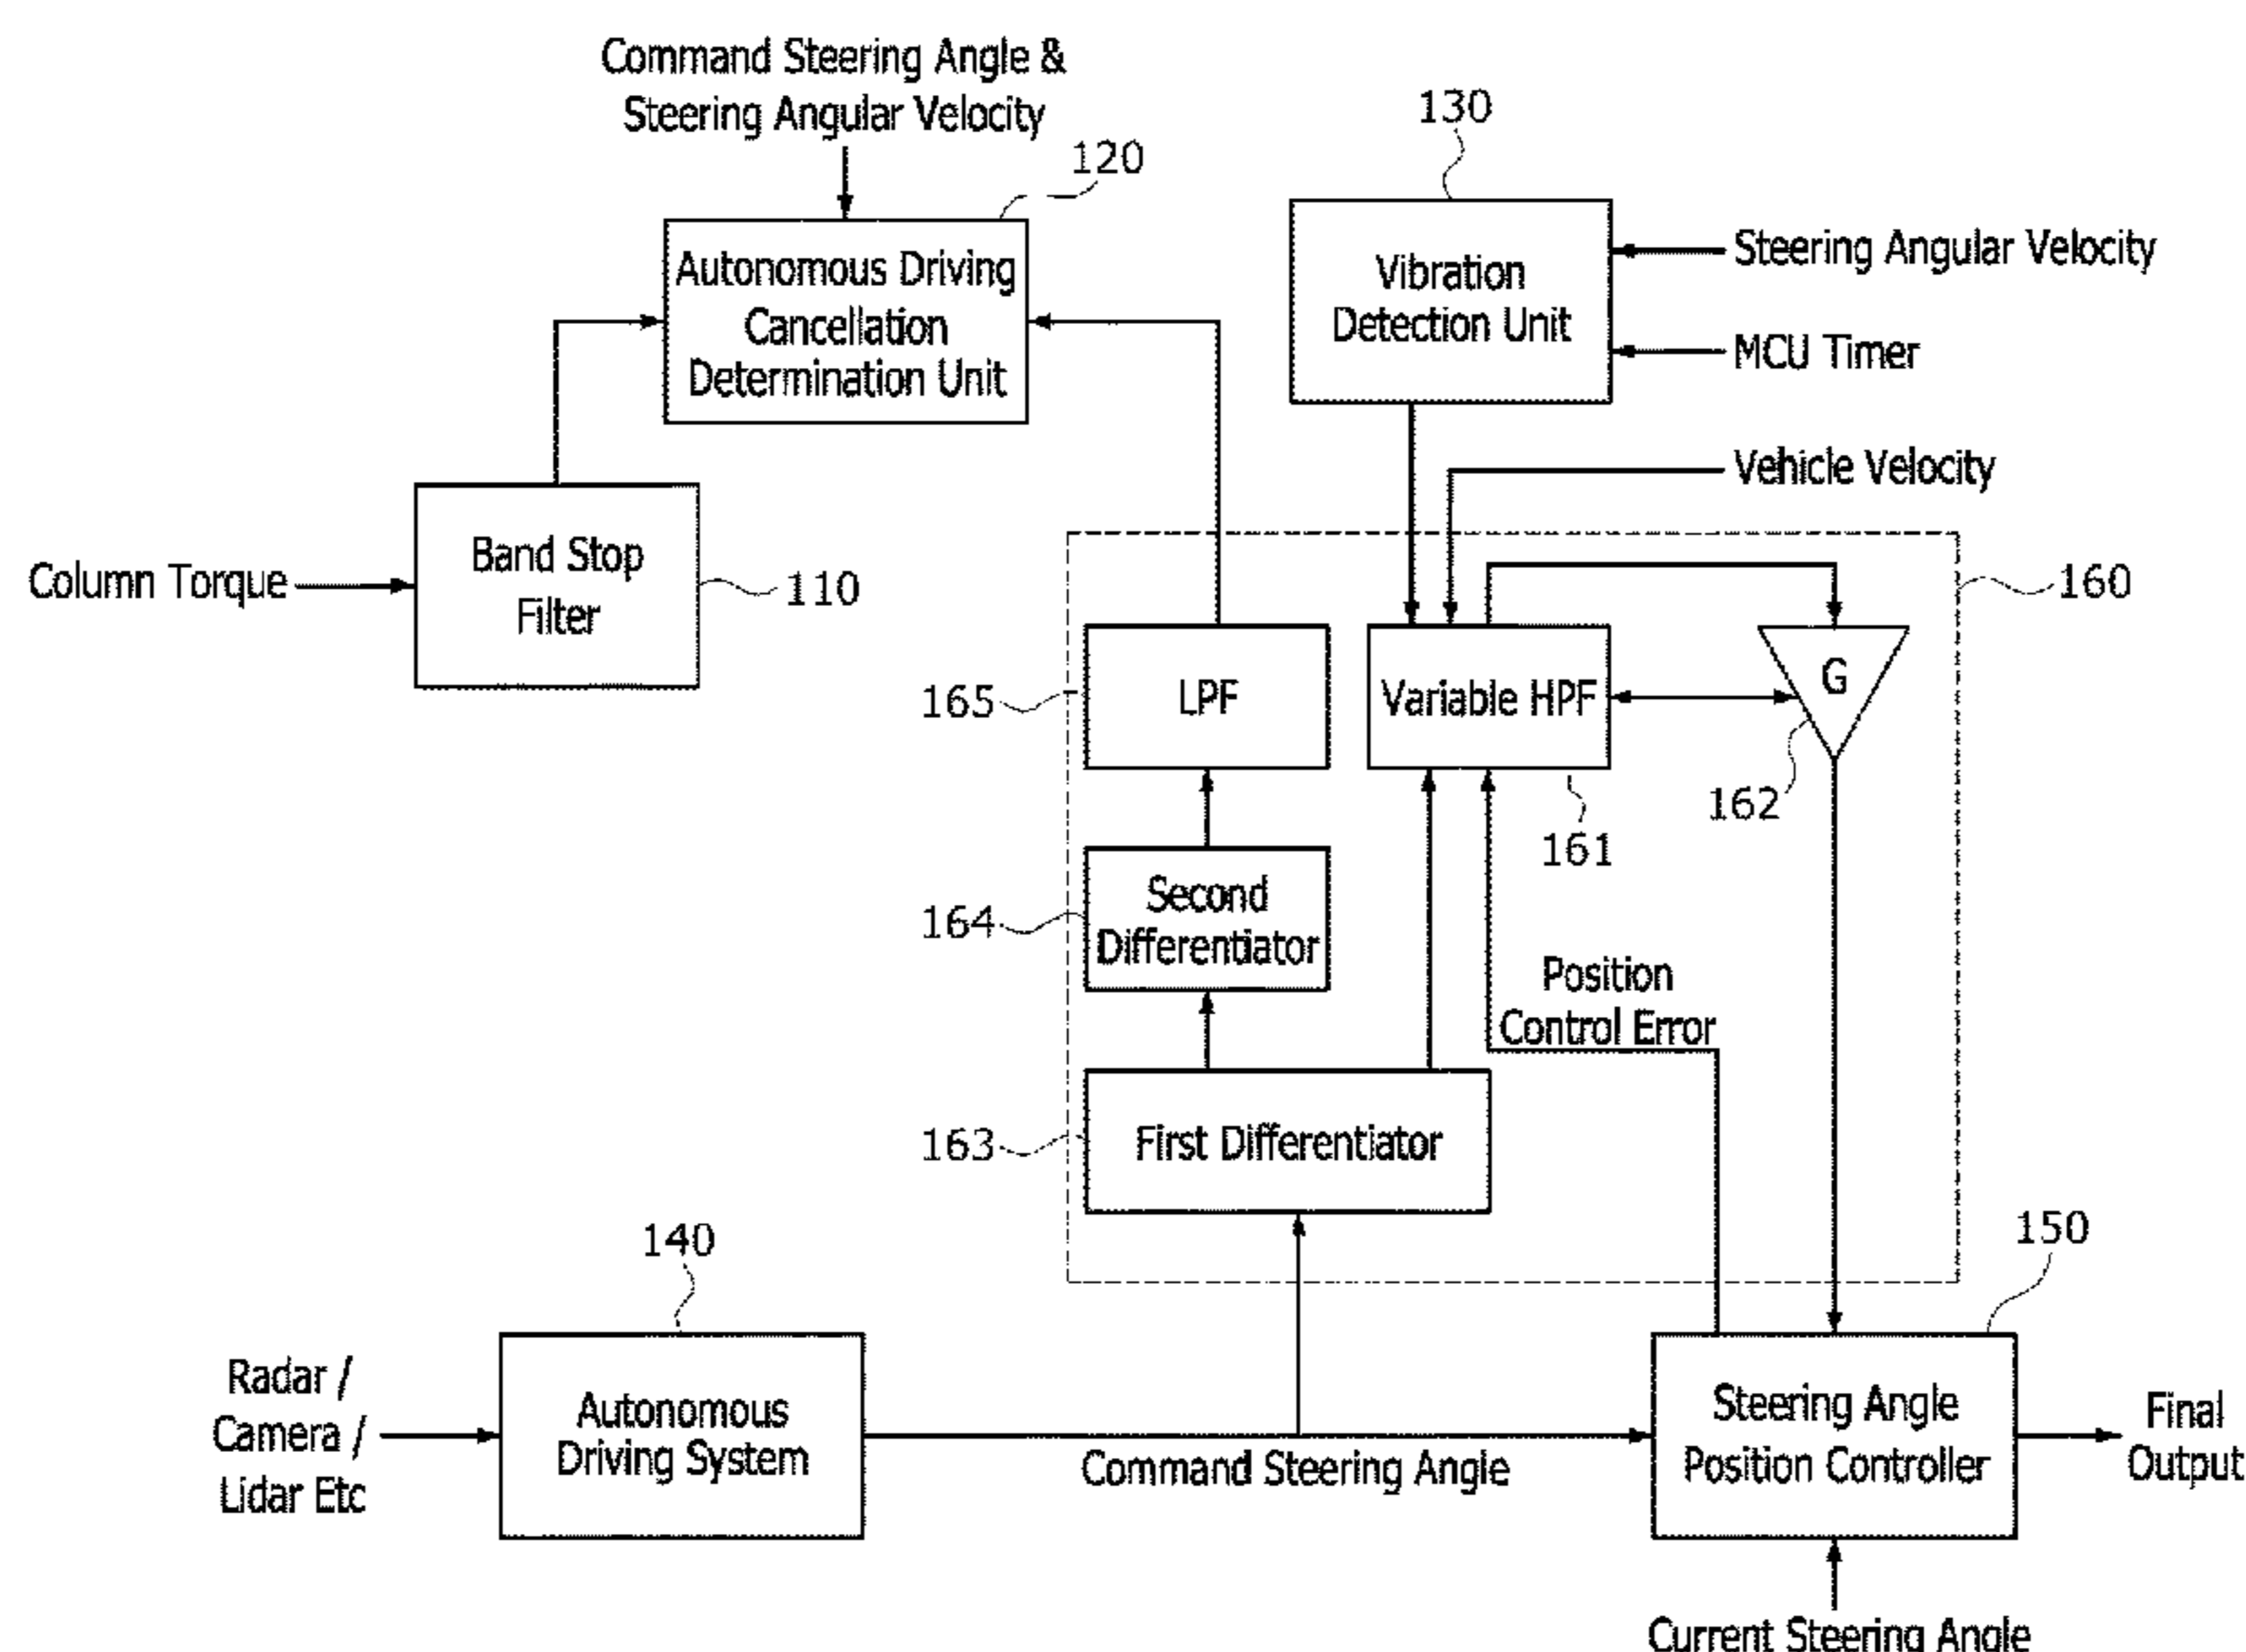 Command Steering Angle &
Steering Angular Velocity
120
130
Autonomous Driving
Cancellation
Determination Unit
Vibration
Detection Unit
Steering Angular Velocity
MCU Timer
Vehicle Velocity
Column Torque
Band Stop
Filter
110
160
165
LPF
Variable HPF
G
162
161
164
Second
Differentiator
Position
Control Error
163
First Differentiator
140
150
Radar /
Camera /
Lidar Etc
Autonomous
Driving System
Command Steering Angle
Steering Angle
Position Controller
Final
Output
Current Steering Angle